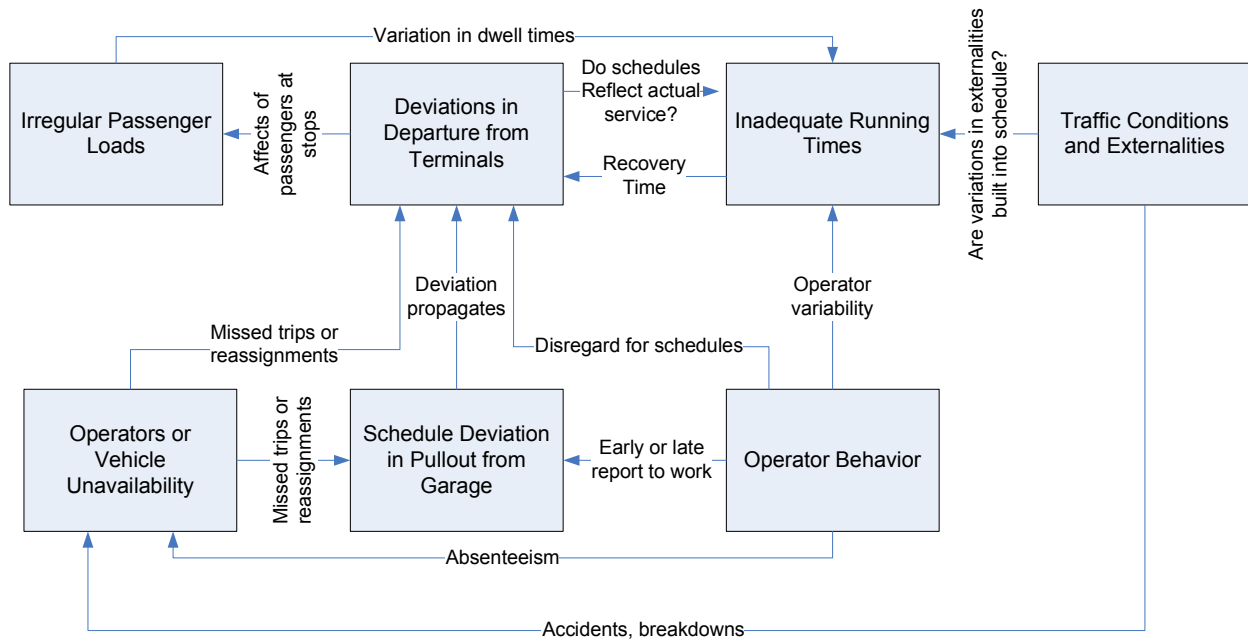 Variation in dwell times
Irregular Passenger
Loads
Affects of
passengers at
stops
Deviations in
Departure from
Terminals
Do schedules
Reflect actual
service?
Recovery
Time
Inadequate Running
Times
Are variations in externalities
built into schedule?
Traffic Conditions
and Externalities
Missed trips or
reassignments
Deviation
propagates
Disregard for schedules
Operator
variability
Operators or
Vehicle
Unavailability
Missed trips or
reassignments
Schedule Deviation
in Pullout from
Garage
Early or late
report to work
Operator Behavior
Absenteeism
Accidents, breakdowns